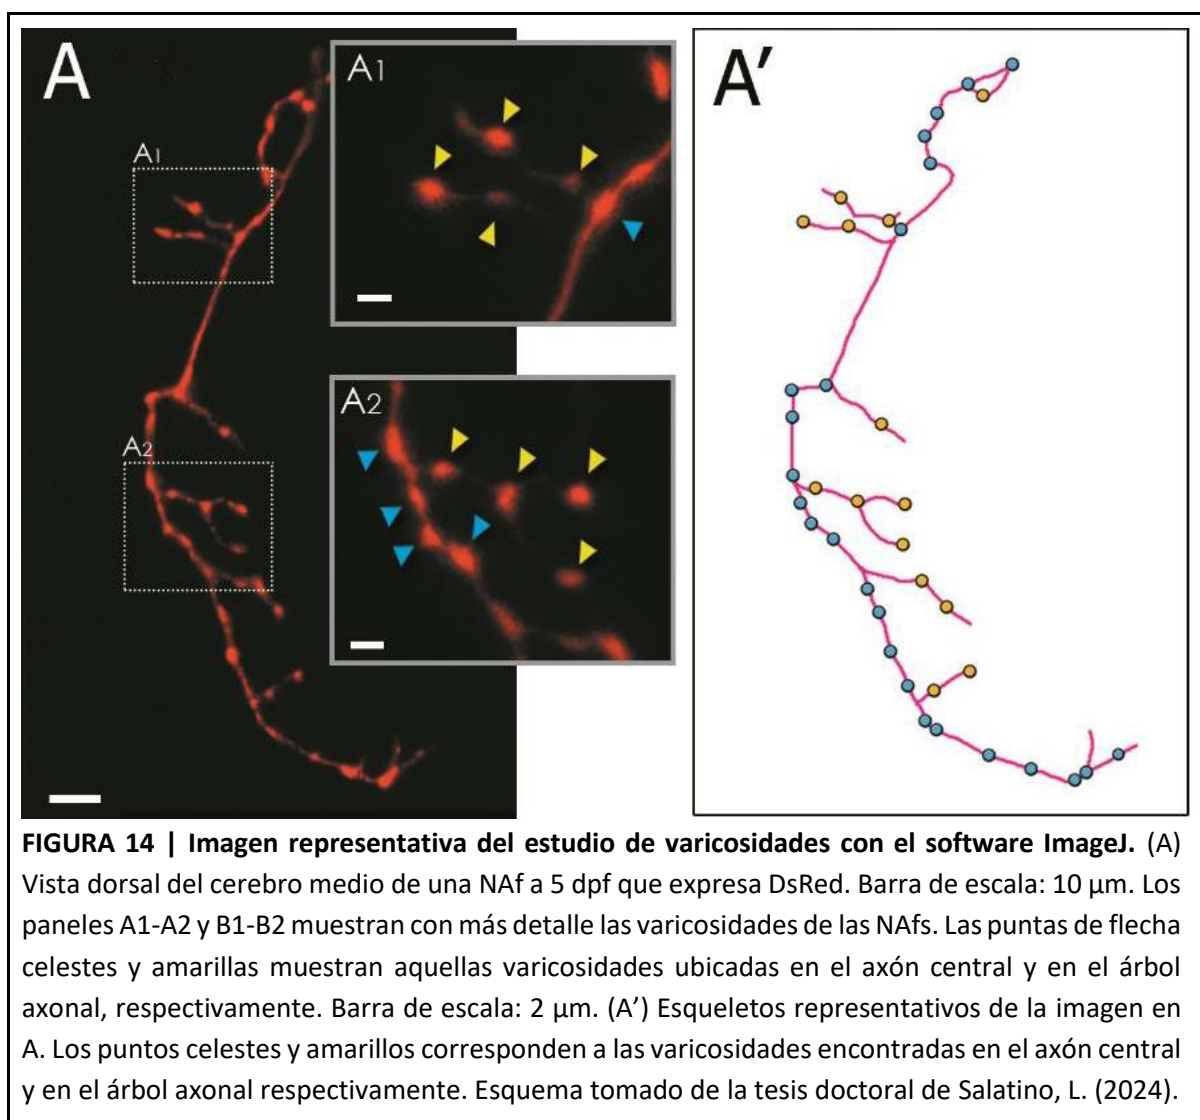 A
A1
A2
A1
A2
A'
FIGURA 14 | Imagen representativa del estudio de varicosidades con el software ImageJ. (A)
Vista dorsal del cerebro medio de una NAf a 5 dpf que expresa DsRed. Barra de escala: 10 μm. Los
paneles A1-A2 y B1-B2 muestran con más detalle las varicosidades de las NAfs. Las puntas de flecha
celestes y amarillas muestran aquellas varicosidades ubicadas en el axón central y en el árbol
axonal, respectivamente. Barra de escala: 2 μm. (A’) Esqueletos representativos de la imagen en
A. Los puntos celestes y amarillos corresponden a las varicosidades encontradas en el axón central
y en el árbol axonal respectivamente. Esquema tomado de la tesis doctoral de Salatino, L. (2024).